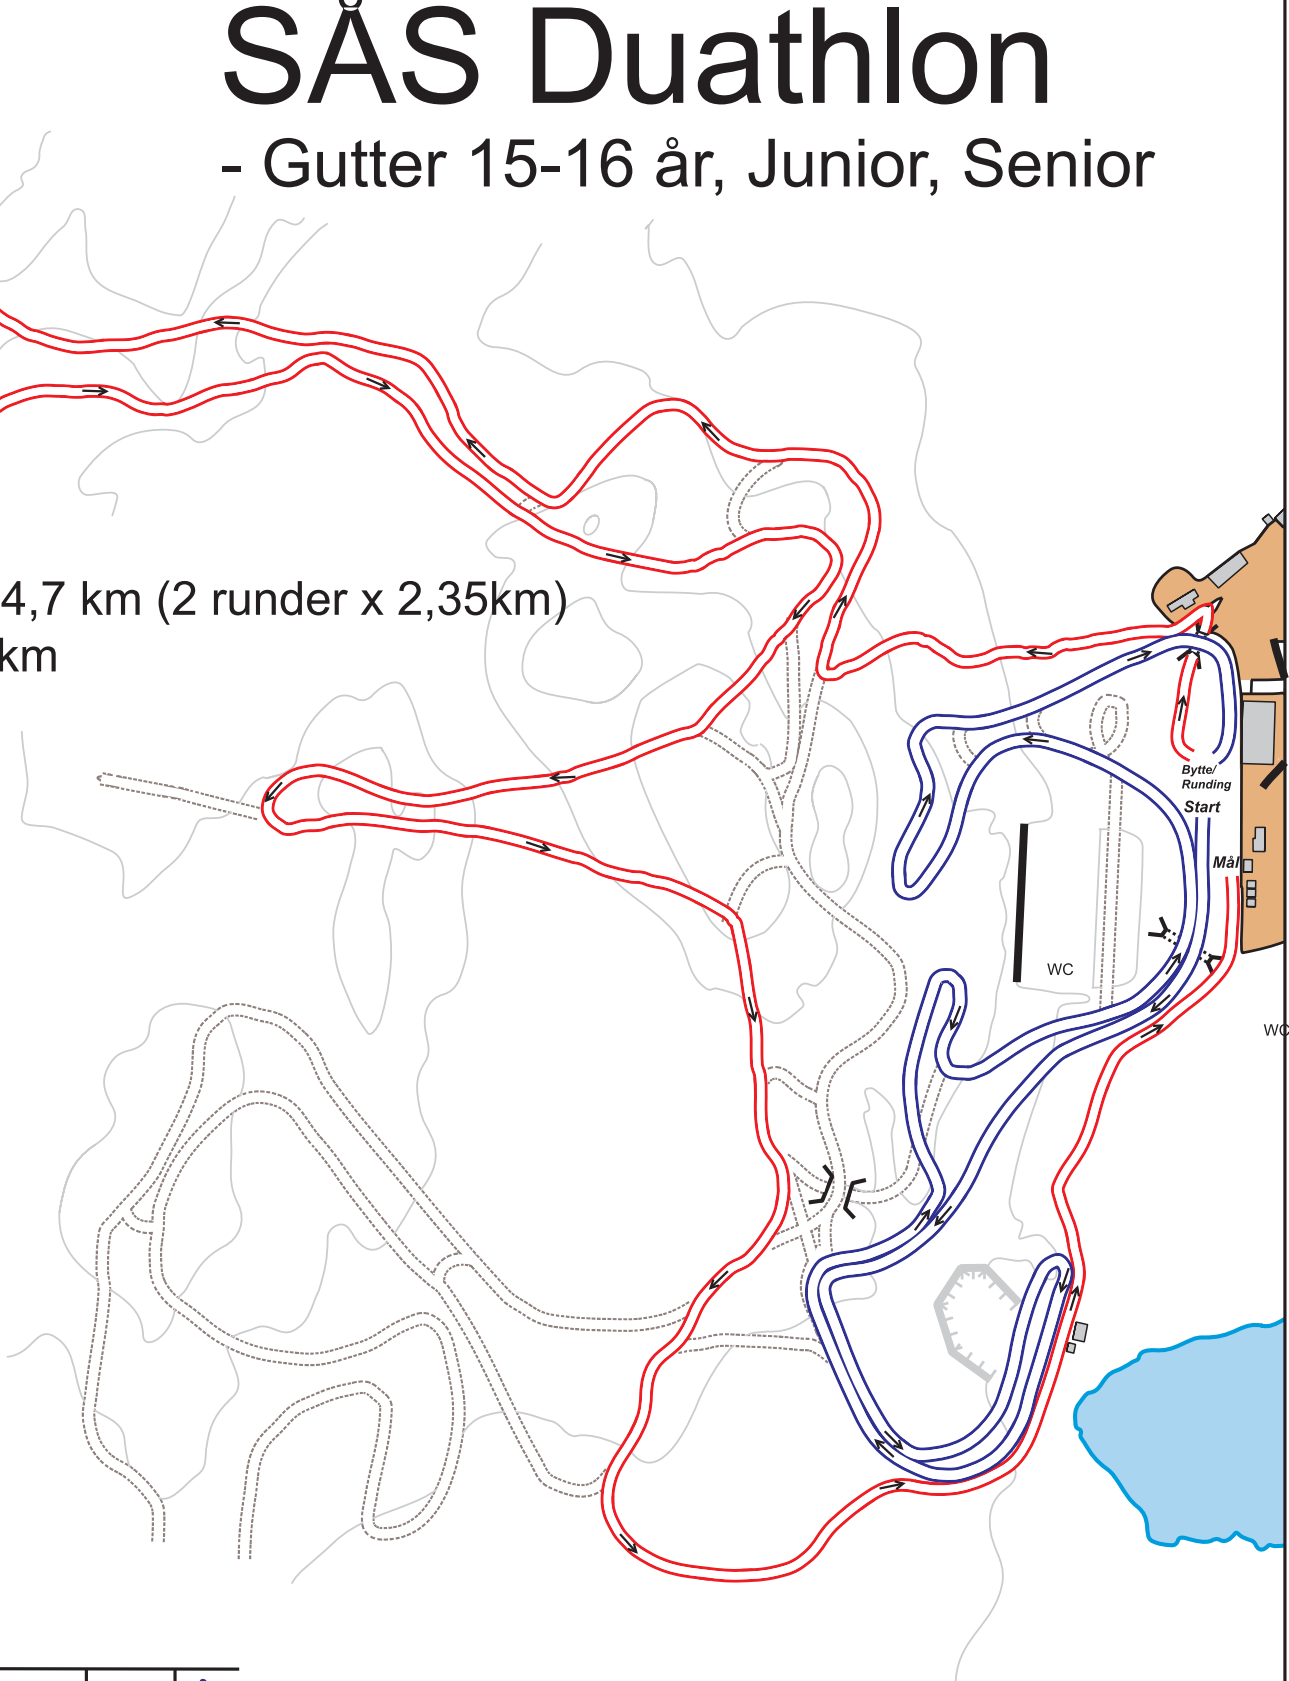 SÅS Duathlon
- Gutter 15-16 år, Junior, Senior
4,7 km (2 runder x 2,35km)
km
Bytte/
Runding
Start
Mål
WC
WC